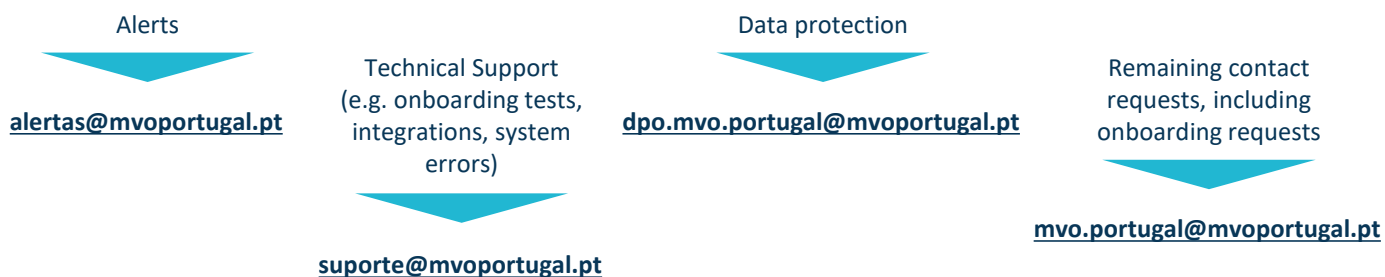 Alerts
alertas@mvoportugal.pt
Technical Support
(e.g. onboarding tests,
integrations, system
errors)
suporte@mvoportugal.pt
Data protection
dpo.mvo.portugal@mvoportugal.pt
Remaining contact
requests, including
onboarding requests
mvo.portugal@mvoportugal.pt